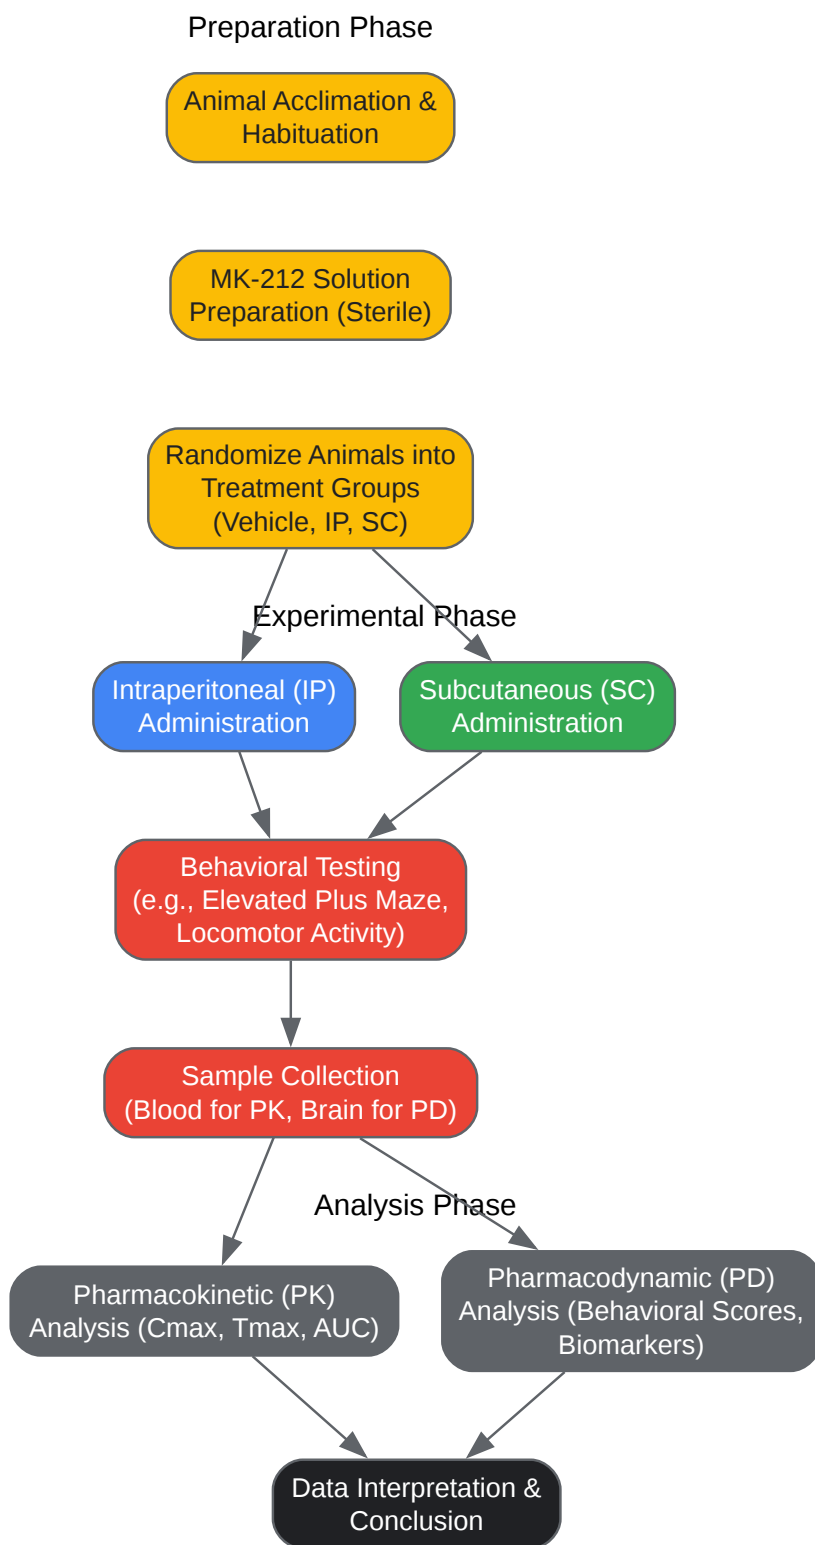 Preparation Phase
Animal Acclimation &
Habituation
MK-212 Solution
Preparation (Sterile)
Randomize Animals into
Treatment Groups
(Vehicle, IP, SC)
Experimental Phase
Intraperitoneal (IP)
Administration
Subcutaneous (SC)
Administration
Behavioral Testing
(e.g., Elevated Plus Maze,
Locomotor Activity)
Sample Collection
(Blood for PK, Brain for PD)
Analysis Phase
Pharmacokinetic (PK)
Analysis (Cmax, Tmax, AUC)
Pharmacodynamic (PD)
Analysis (Behavioral Scores,
Biomarkers)
Data Interpretation &
Conclusion